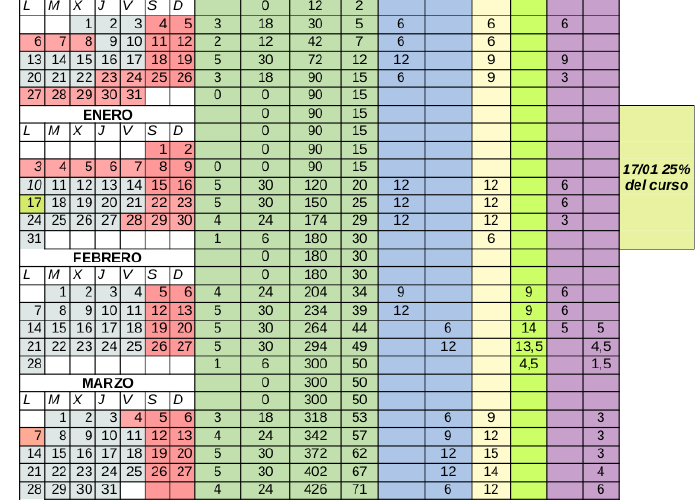 L M X J V S D 0 12 2
1 2 3 4 5 3 18 30 5 6 6 6
6 7 8 9 10 11 12 2 12 42 7 6 6
13 14 15 16 17 18 19 5 30 72 12 12 9 9
20 21 22 23 24 25 26 3 18 90 15 6 9 3
27 28 29 30 31 0 0 90 15
ENERO 0 90 15
L M X J V S D 0 90 15
1 2 0 90 15
3 4 5 6 7 8 9 0 0 90 15
10 11 12 13 14 15 16 5 30 120 20 12 12 6
17 18 19 20 21 22 23 5 30 150 25 12 12 6
24 25 26 27 28 29 30 4 24 174 29 12 12 3
31 1 6 180 30 6
17/01 25%
del curso
FEBRERO 0 180 30
L M X J V S D 0 180 30
1 2 3 4 5 6 4 24 204 34 9 9 6
7 8 9 10 11 12 13 5 30 234 39 12 9 6
14 15 16 17 18 19 20 5 30 264 44 6 14 5 5
21 22 23 24 25 26 27 5 30 294 49 12 13,5 4,5
28 1 6 300 50 4,5 1,5
MARZO 0 300 50
L M X J V S D 0 300 50
1 2 3 4 5 6 3 18 318 53 6 9 3
7 8 9 10 11 12 13 4 24 342 57 9 12 3
14 15 16 17 18 19 20 5 30 372 62 12 15 3
21 22 23 24 25 26 27 5 30 402 67 12 14 4
28 29 30 31 4 24 426 71 6 12 6